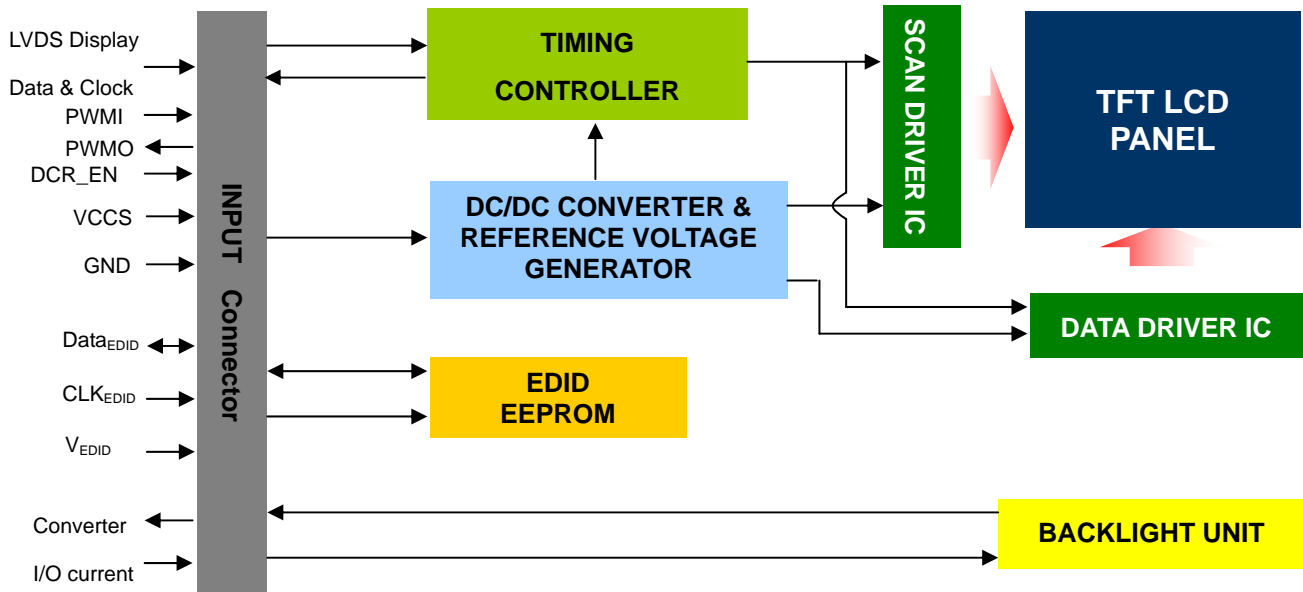 LVDS Display
Data & Clock
PWMI
PWMO
DCR_EN
VCCS
GND
DataEDID
CLKEDID
VEDID
Converter
I/O current
INPUT Connector
TIMING
CONTROLLER
DC/DC CONVERTER &
REFERENCE VOLTAGE
GENERATOR
EDID
EEPROM
SCAN DRIVER IC
TFT LCD
PANEL
DATA DRIVER IC
BACKLIGHT UNIT